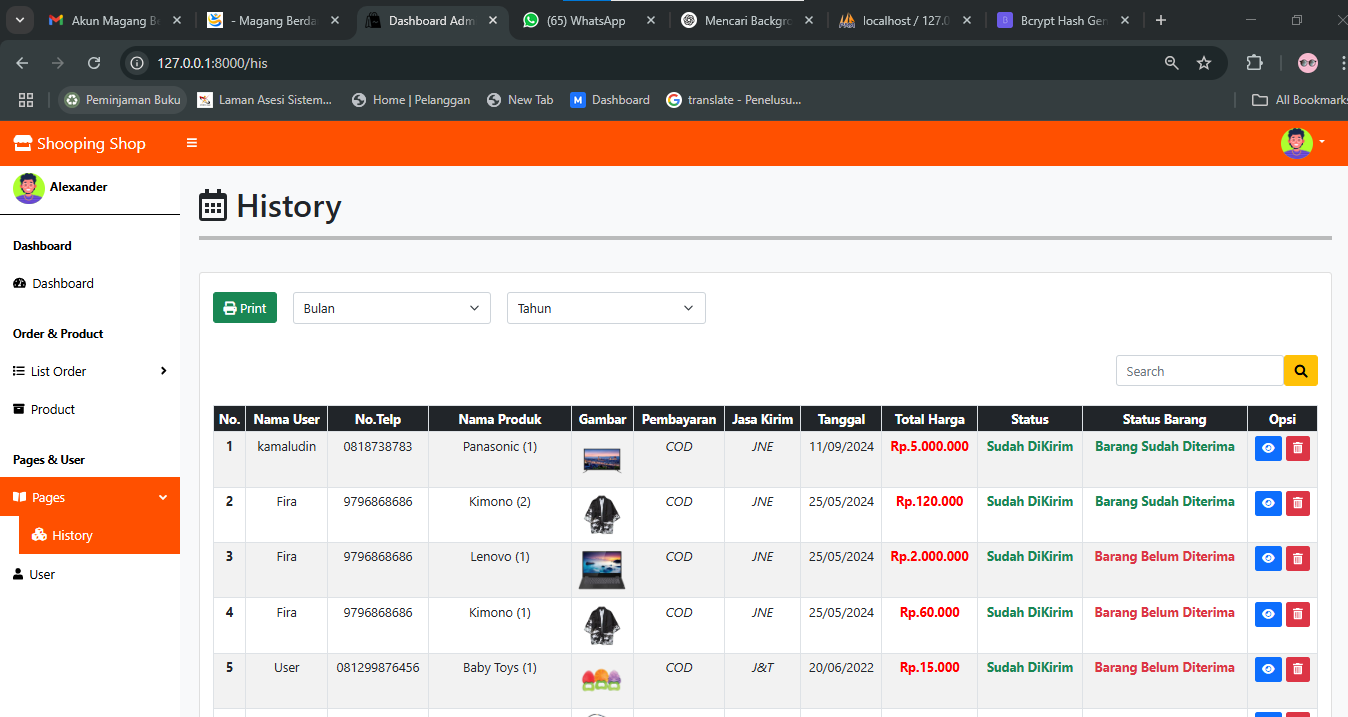 Akun Magang Be
- Magang Berda
Dashboard Adm
(65) WhatsApp
Mencari Backgro
localhost / 127.0
Bcrypt Hash Gen
127.0.0.1:8000/his
Peminjaman Buku
Laman Asesi Sistem...
Home | Pelanggan
New Tab
Dashboard
translate - Penelusu...
All Bookmarks
Shooping Shop
Alexander
Dashboard
Dashboard
Order & Product
List Order
Product
Pages & User
Pages
History
User
History
Print
Bulan
Tahun
Search
No. Nama User No.Telp Nama Produk Gambar Pembayaran Jasa Kirim Tanggal Total Harga Status Status Barang Opsi
1 kamaludin 0818738783 Panasonic (1) COD JNE 11/09/2024 Rp.5.000.000 Sudah DiKirim Barang Sudah Diterima
2 Fira 9796868686 Kimono (2) COD JNE 25/05/2024 Rp.120.000 Sudah DiKirim Barang Sudah Diterima
3 Fira 9796868686 Lenovo (1) COD JNE 25/05/2024 Rp.2.000.000 Sudah DiKirim Barang Belum Diterima
4 Fira 9796868686 Kimono (1) COD JNE 25/05/2024 Rp.60.000 Sudah DiKirim Barang Belum Diterima
5 User 081299876456 Baby Toys (1) COD J&T 20/06/2022 Rp.15.000 Sudah DiKirim Barang Belum Diterima